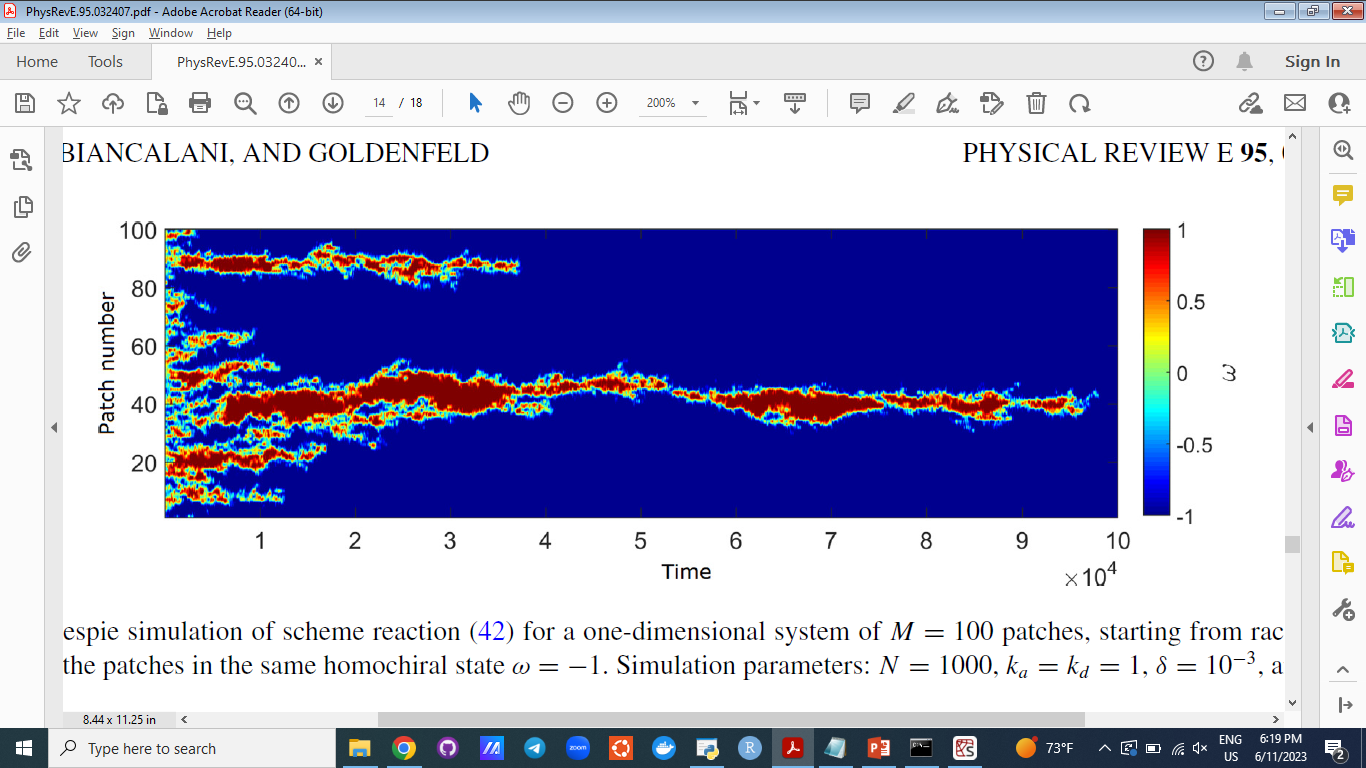 PhysRevE.95.032407.pdf - Adobe Acrobat Reader (64-bit)
File Edit View Sign Window Help
Home Tools PhysRevE.95.03240... × Sign In
14 / 18 200%
BIANCALANI, AND GOLDENFELD PHYSICAL REVIEW E 95,
100
80
60
40
20
Patch number
1 2 3 4 5 6 7 8 9 10
Time
×10⁴
1
0.5
0
-0.5
-1
ω
espie simulation of scheme reaction (42) for a one-dimensional system of M = 100 patches, starting from rac
the patches in the same homochiral state ω = −1. Simulation parameters: N = 1000, kₐ = k_d = 1, δ = 10⁻³, a
8.44 x 11.25 in
Type here to search
zoom
R
73°F
ENG
US
6:19 PM
6/11/2023
2